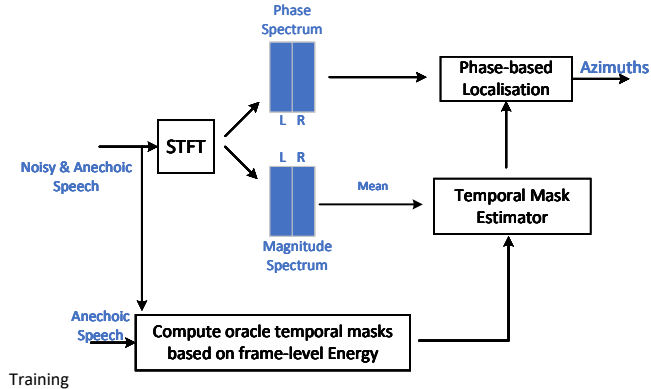 Phase
Spectrum
L R
Phase-based
Localisation
Azimuths
STFT
Noisy & Anechoic
Speech
L R
Mean
Magnitude
Spectrum
Temporal Mask
Estimator
Anechoic
Speech
Compute oracle temporal masks
based on frame-level Energy
Training